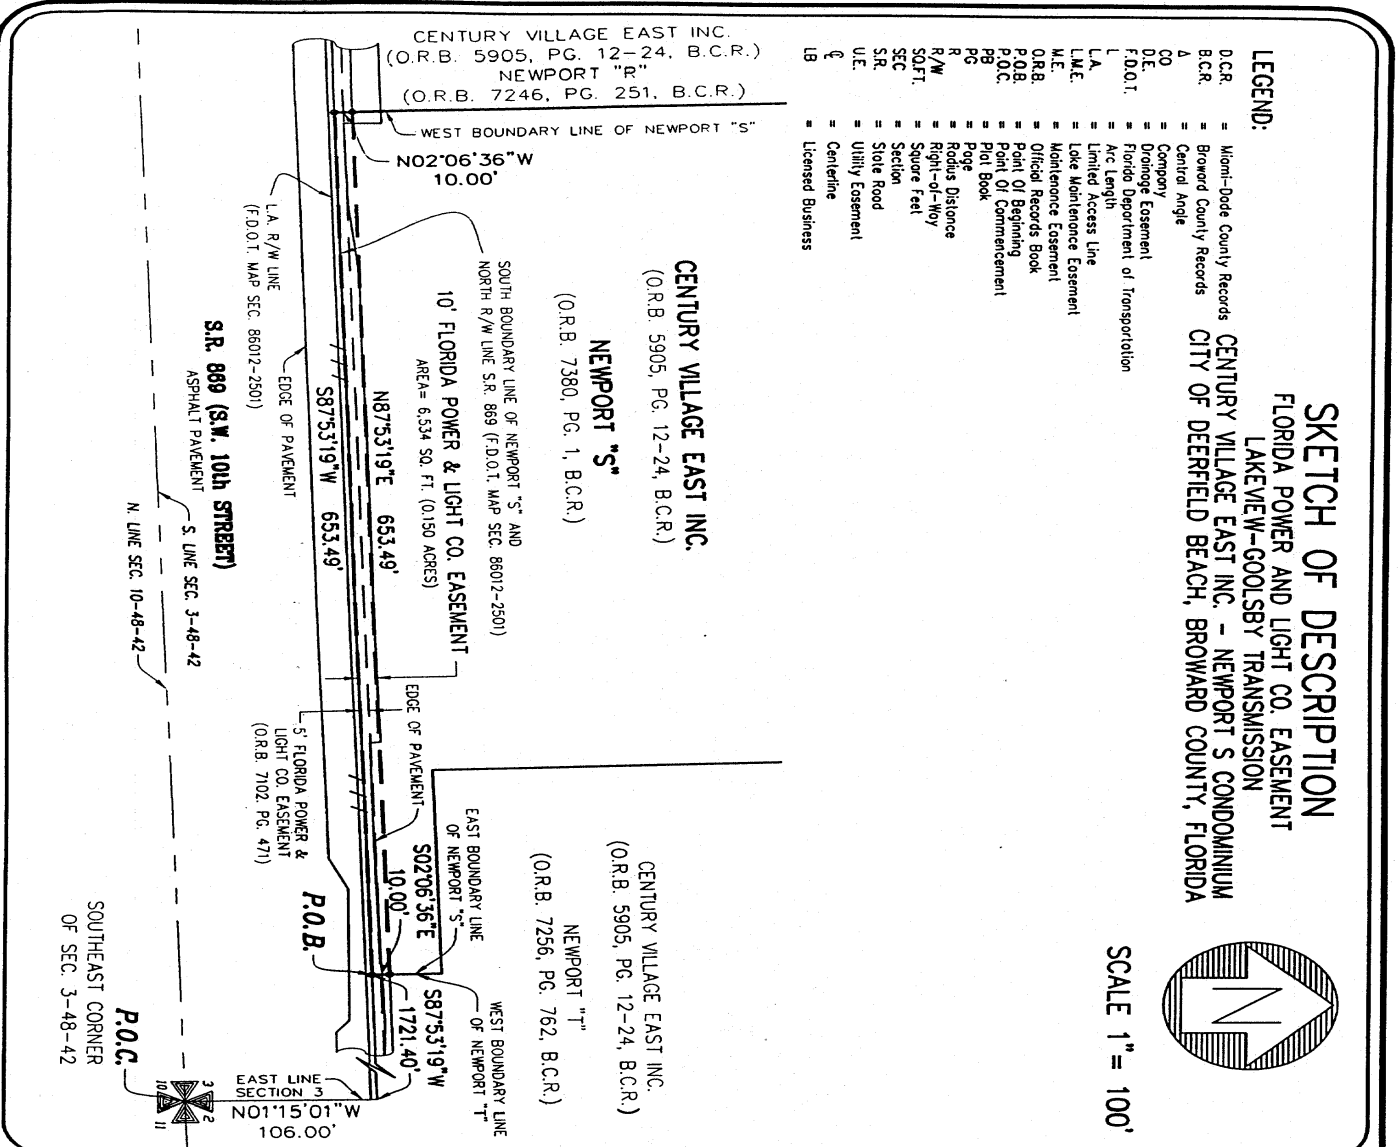 SKETCH OF DESCRIPTION
FLORIDA POWER AND LIGHT CO. EASEMENT
LAKEVIEW-GOOLSBY TRANSMISSION
CENTURY VILLAGE EAST INC. - NEWPORT S CONDOMINIUM
CITY OF DEERFIELD BEACH, BROWARD COUNTY, FLORIDA
N
SCALE 1"= 100'
LEGEND:
D.C.R. = Miami-Dade County Records
B.C.R. = Broward County Records
Δ = Central Angle
CO = Company
D.E. = Drainage Easement
F.D.O.T. = Florida Department of Transportation
L = Arc Length
L.A. = Limited Access Line
L.M.E. = Lake Maintenance Easement
M.E. = Maintenance Easement
O.R.B. = Official Records Book
P.O.B. = Point Of Beginning
P.O.C. = Point Of Commencement
PB = Plat Book
PG = Page
R = Radius Distance
R/W = Right-of-Way
SQ.FT. = Square Feet
SEC = Section
S.R. = State Road
U.E. = Utility Easement
℄ = Centerline
LB = Licensed Business
CENTURY VILLAGE EAST INC.
(O.R.B. 5905, PG. 12-24, B.C.R.)
NEWPORT "R"
(O.R.B. 7246, PG. 251, B.C.R.)
WEST BOUNDARY LINE OF NEWPORT "S"
N02°06'36"W
10.00'
CENTURY VILLAGE EAST INC.
(O.R.B. 5905, PG. 12-24, B.C.R.)
NEWPORT "S"
(O.R.B. 7380, PG. 1, B.C.R.)
CENTURY VILLAGE EAST INC.
(O.R.B. 5905, PG. 12-24, B.C.R.)
NEWPORT "T"
(O.R.B. 7256, PG. 762, B.C.R.)
SOUTH BOUNDARY LINE OF NEWPORT "S" AND
NORTH R/W LINE S.R. 869 (F.D.O.T. MAP SEC. 86012-2501)
10' FLORIDA POWER & LIGHT CO. EASEMENT
AREA= 6,534 SQ. FT. (0.150 ACRES)
EAST BOUNDARY LINE
OF NEWPORT "S"
WEST BOUNDARY LINE
OF NEWPORT "T"
EDGE OF PAVEMENT
S02°06'36"E
10.00'
S87°53'19"W
1721.40'
N87°53'19"E 653.49'
S87°53'19"W 653.49'
EDGE OF PAVEMENT
L.A. R/W LINE
(F.D.O.T. MAP SEC. 86012-2501)
5' FLORIDA POWER &
LIGHT CO. EASEMENT
(O.R.B. 7102, PG. 471)
P.O.B.
S.R. 869 (S.W. 10th STREET)
ASPHALT PAVEMENT
S. LINE SEC. 3-48-42
N. LINE SEC. 10-48-42
EAST LINE
SECTION 3
N01°15'01"W
106.00'
P.O.C.
SOUTHEAST CORNER
OF SEC. 3-48-42
3
2
10
11